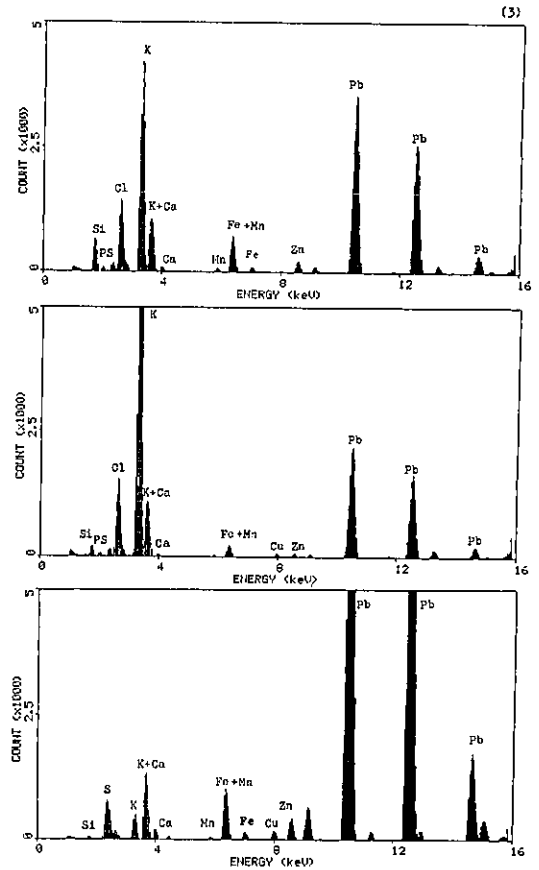 (3)
5
K
Pb
COUNT (x1000)
2.5
Pb
Cl
K+Ca
Si
Fe+Mn
PS
Ca
Mn
Fe
Zn
Pb
0
0 4 8 12 16
ENERGY (keV)
5
K
COUNT (x1000)
2.5
Pb
Cl
Pb
K+Ca
Si
PS
Ca
Fe+Mn
Cu
Zn
Pb
0
0 4 8 12 16
ENERGY (keV)
5
Pb
Pb
COUNT (x1000)
2.5
K+Ca
Pb
S
K
Fe+Mn
Zn
Si
Ca
Mn
Fe
Cu
0
0 4 8 12 16
ENERGY (keV)